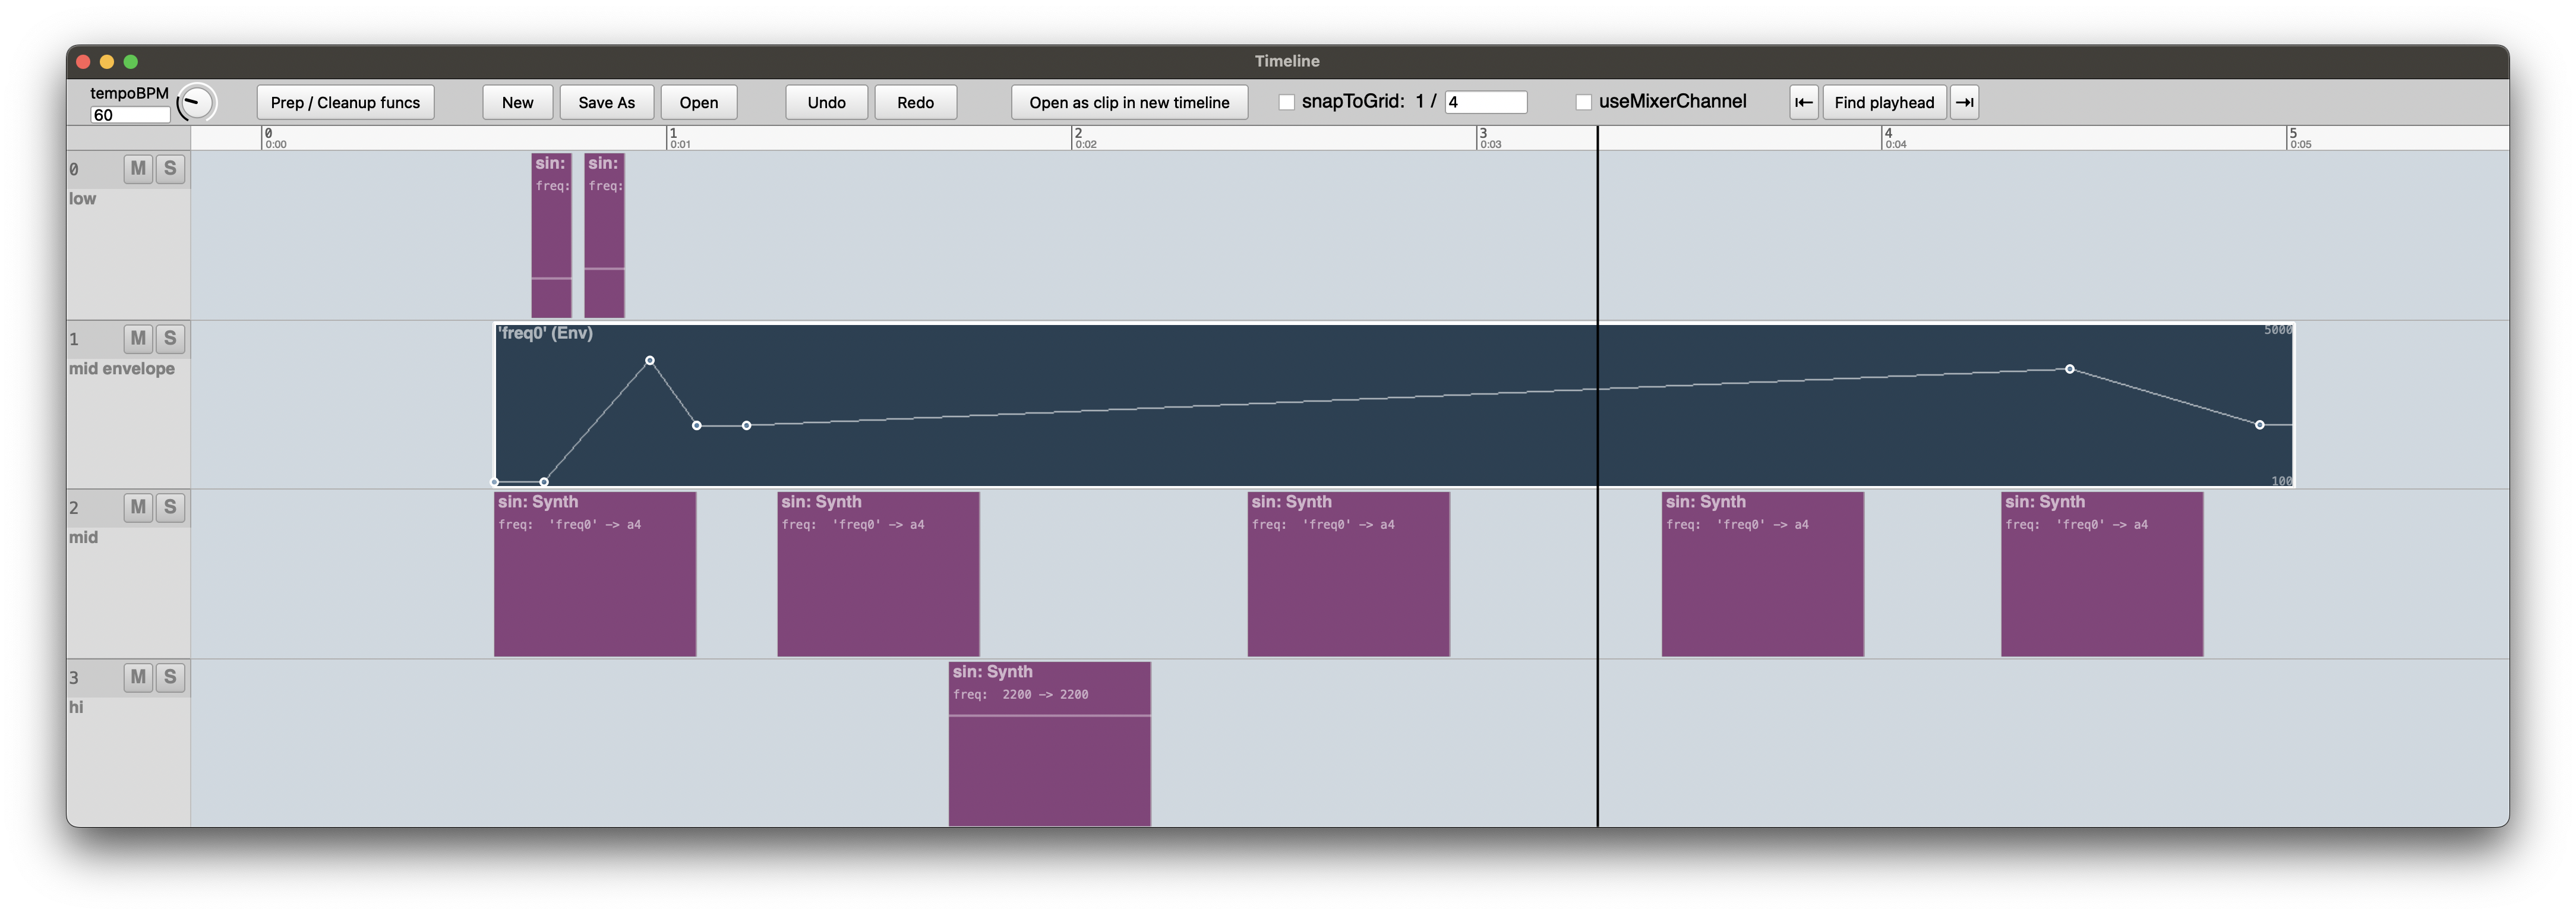 Timeline
tempoBPM
60
Prep / Cleanup funcs
New
Save As
Open
Undo
Redo
Open as clip in new timeline
snapToGrid: 1 / 4
useMixerChannel
Find playhead
0 1 2 3 4 5
0:00 0:01 0:02 0:03 0:04 0:05
0 M S
low
sin: sin:
freq: freq:
1 M S
mid envelope
'freq0' (Env)
5000
100
2 M S
mid
sin: Synth
freq: 'freq0' -> a4
sin: Synth
freq: 'freq0' -> a4
sin: Synth
freq: 'freq0' -> a4
sin: Synth
freq: 'freq0' -> a4
sin: Synth
freq: 'freq0' -> a4
3 M S
hi
sin: Synth
freq: 2200 -> 2200